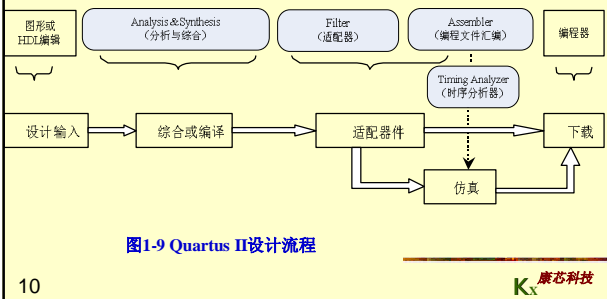 图形或
HDL编辑
Analysis&Synthesis
(分析与综合)
Filter
(适配器)
Assembler
(编程文件汇编)
编程器
Timing Analyzer
(时序分析器)
设计输入
综合或编译
适配器件
下载
仿真
图1-9 Quartus II设计流程
10
KX康芯科技